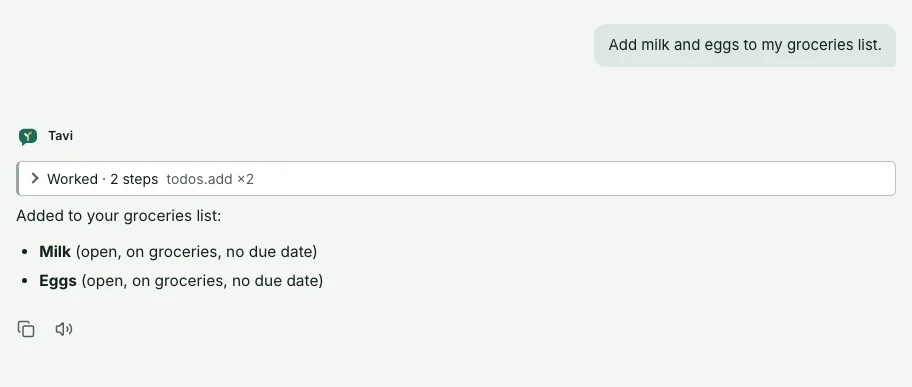 Add milk and eggs to my groceries list.
Tavi
Worked · 2 steps todos.add ×2
Added to your groceries list:
• Milk (open, on groceries, no due date)
• Eggs (open, on groceries, no due date)